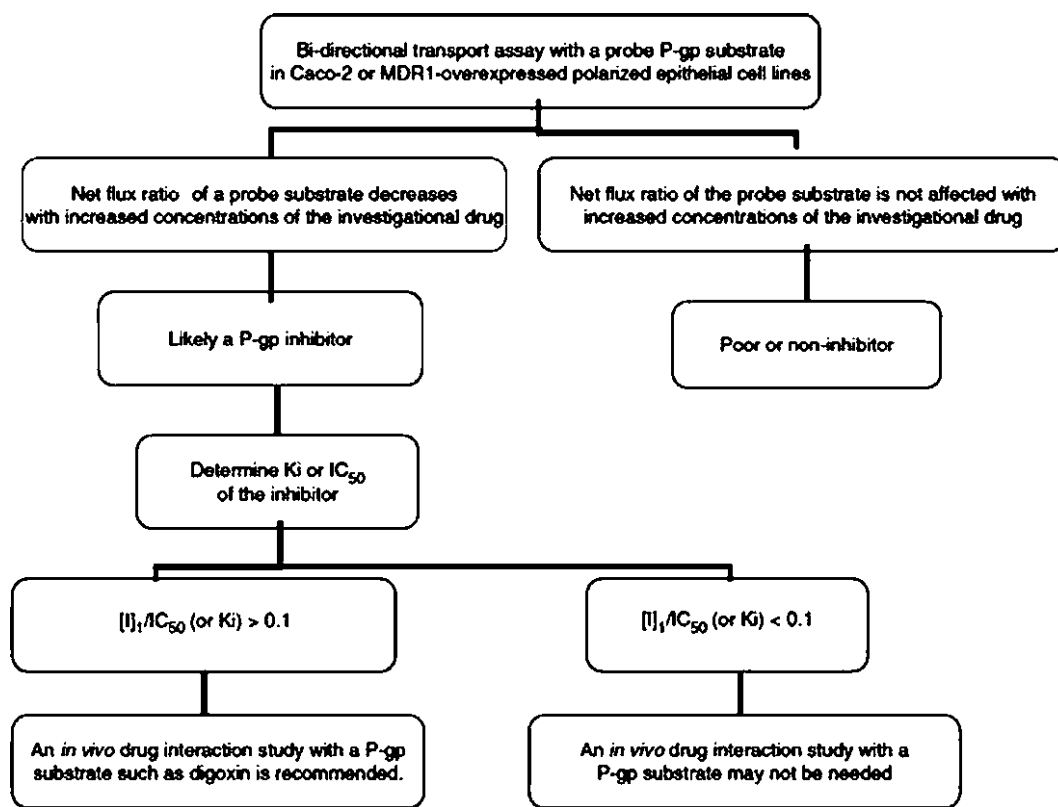 Bi-directional transport assay with a probe P-gp substrate
in Caco-2 or MDR1-overexpressed polarized epithelial cell lines
Net flux ratio of a probe substrate decreases
with increased concentrations of the investigational drug
Net flux ratio of the probe substrate is not affected with
increased concentrations of the investigational drug
Likely a P-gp inhibitor
Poor or non-inhibitor
Determine Ki or IC50
of the inhibitor
[I]1/IC50 (or Ki) > 0.1
[I]1/IC50 (or Ki) < 0.1
An in vivo drug interaction study with a P-gp
substrate such as digoxin is recommended.
An in vivo drug interaction study with a
P-gp substrate may not be needed